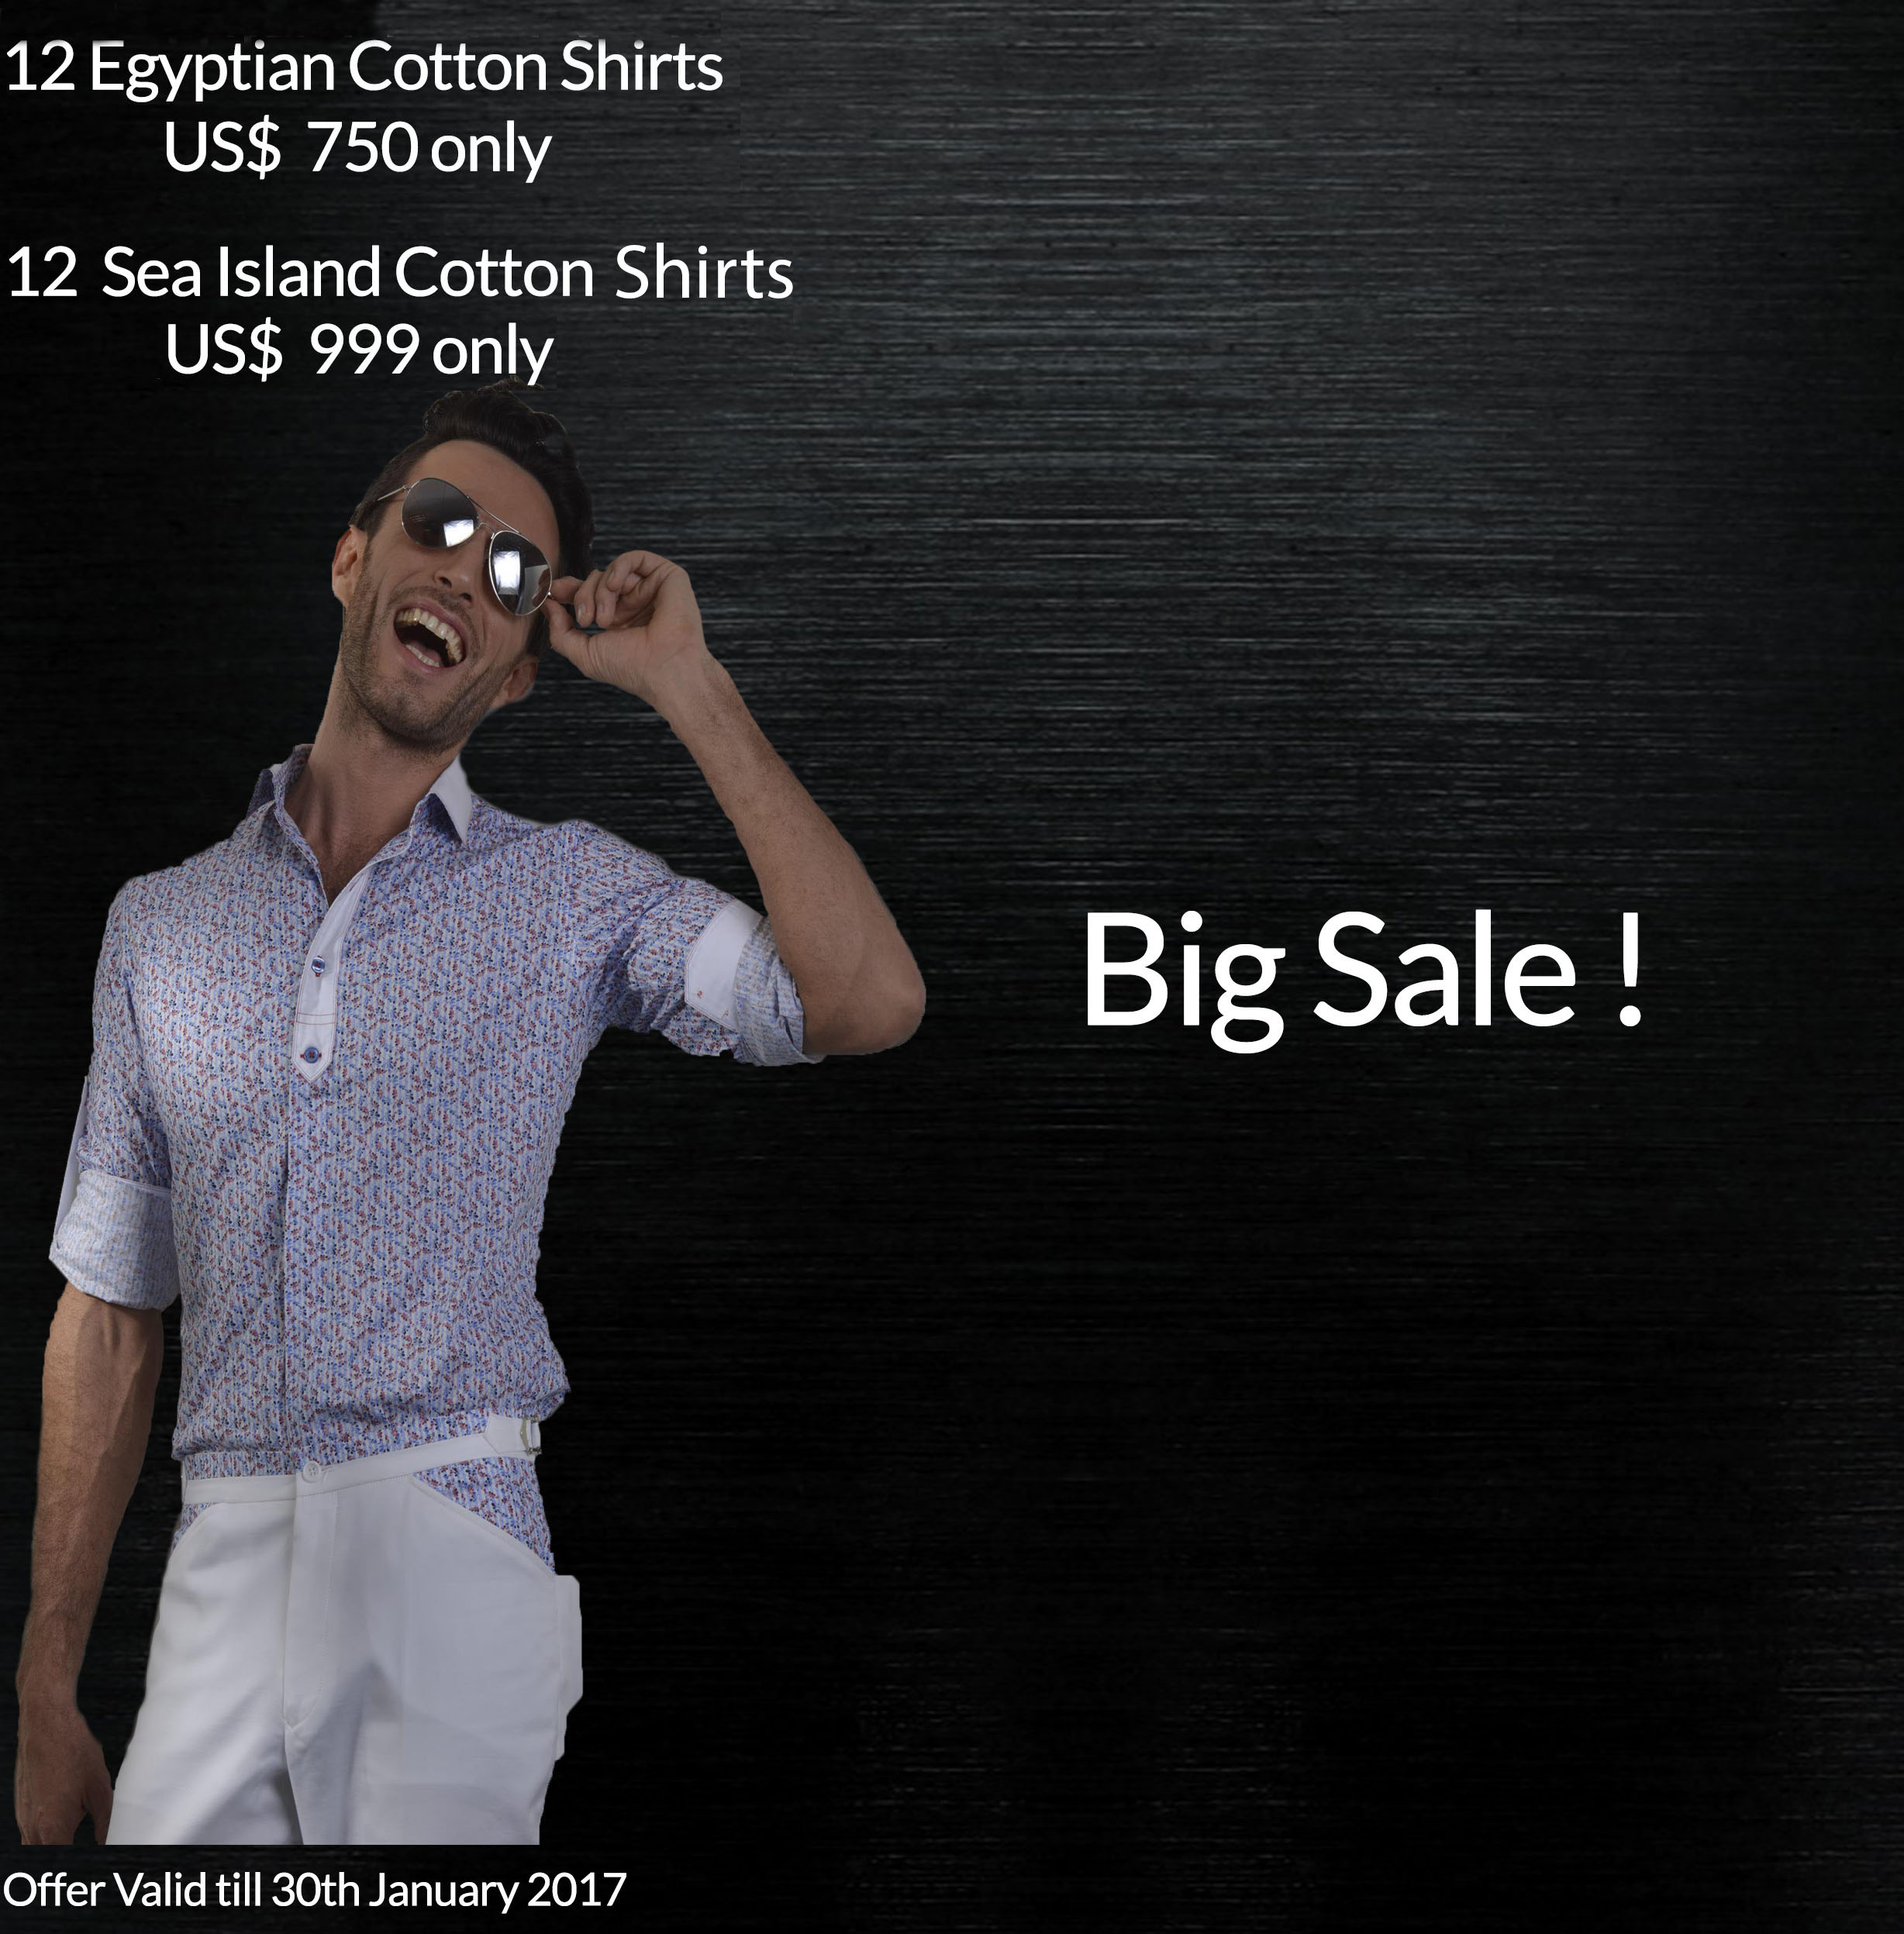 12 Egyptian Cotton Shirts
US$ 750 only
12 Sea Island Cotton Shirts
US$ 999 only
Big Sale !
Offer Valid till 30th January 2017